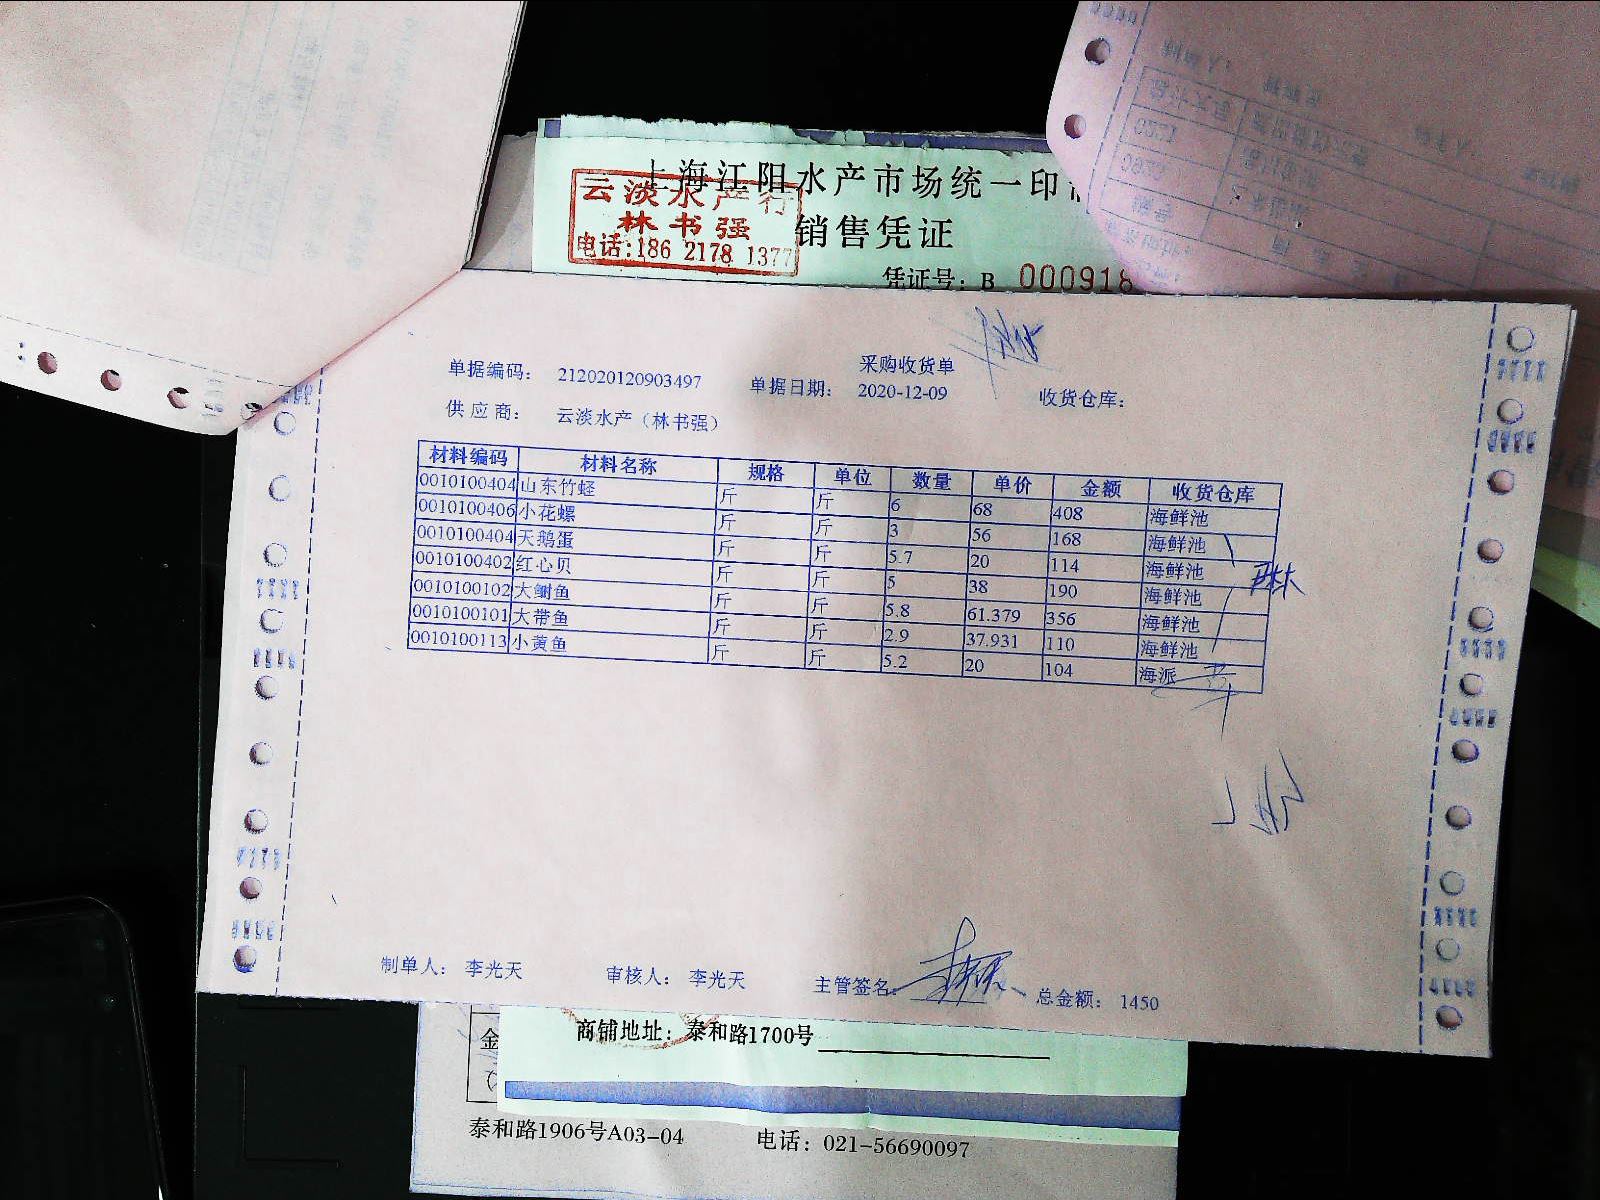 上海江阳水产市场统一印
云淡水产行
林书强
电话:186 2178 1377
销售凭证
凭证号: B 000918
采购收货单
单据编码: 212020120903497 单据日期: 2020-12-09 收货仓库:
供应商: 云淡水产（林书强）
材料编码 材料名称 规格 单位 数量 单价 金额 收货仓库
0010100404 山东竹蛏 斤 斤 6 68 408 海鲜池
0010100406 小花螺 斤 斤 3 56 168 海鲜池
0010100404 天鹅蛋 斤 斤 5.7 20 114 海鲜池
0010100402 红心贝 斤 斤 5 38 190 海鲜池
0010100102 大鲥鱼 斤 斤 5.8 61.379 356 海鲜池
0010100101 大带鱼 斤 斤 2.9 37.931 110 海鲜池
0010100113 小黄鱼 斤 斤 5.2 20 104 海派
制单人: 李光天 审核人: 李光天 主管签名: 总金额: 1450
商铺地址: 泰和路1700号
金
泰和路1906号A03-04 电话: 021-56690097